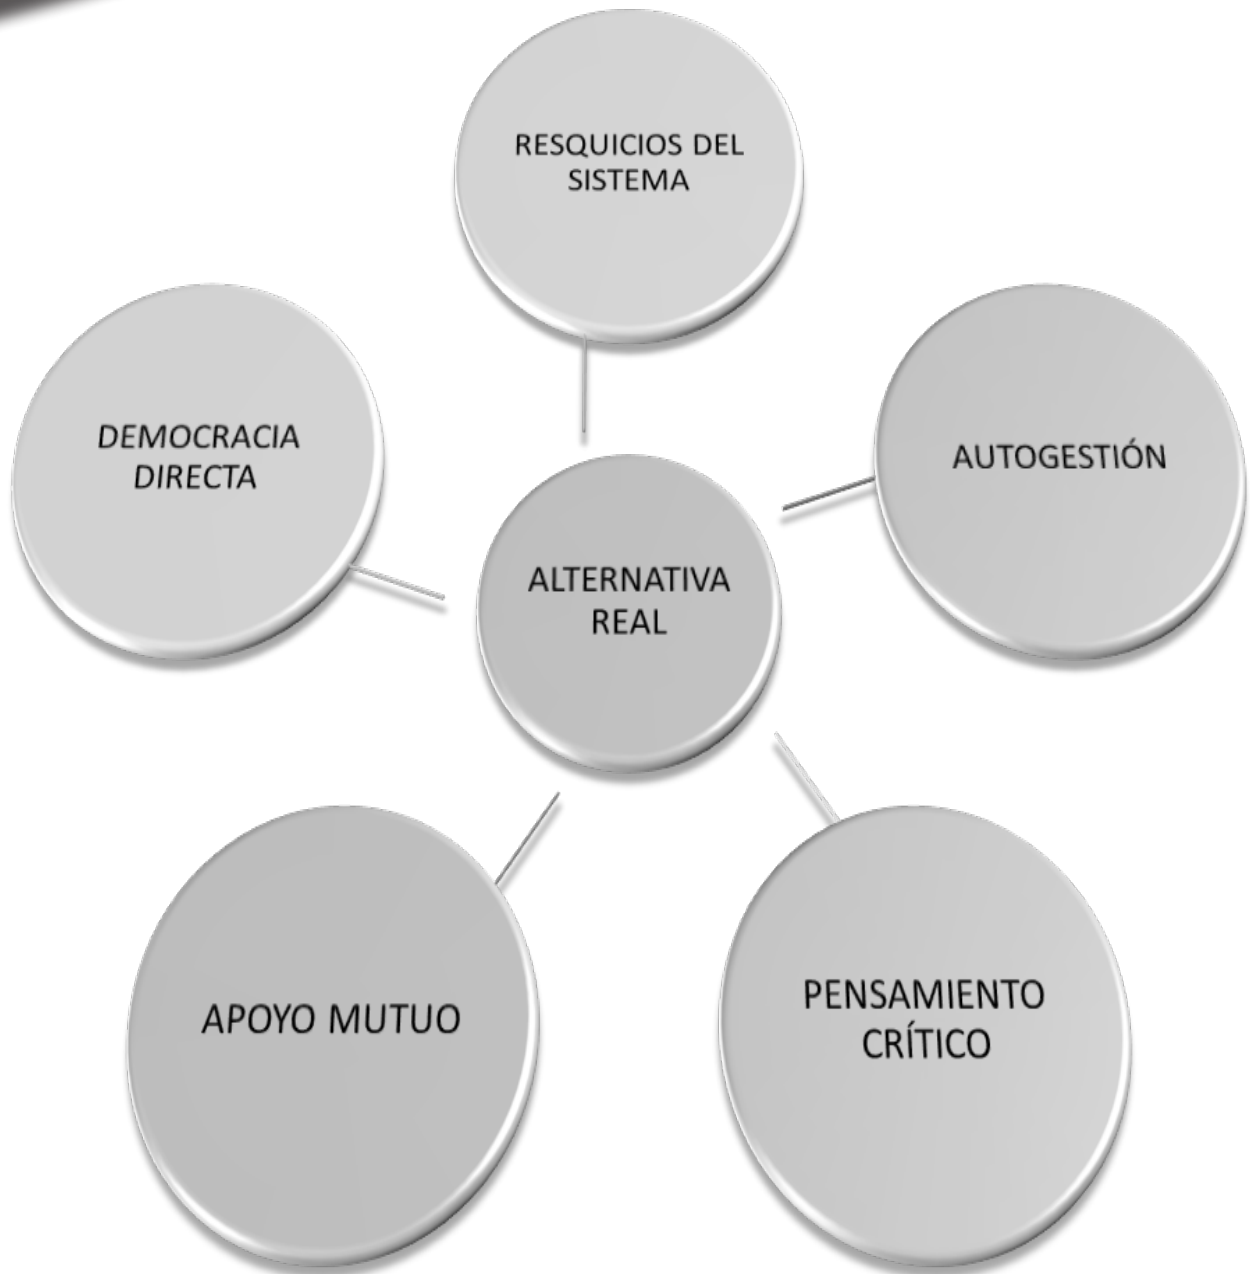 RESQUICIOS DEL
SISTEMA
DEMOCRACIA
DIRECTA
AUTOGESTIÓN
ALTERNATIVA
REAL
APOYO MUTUO
PENSAMIENTO
CRÍTICO